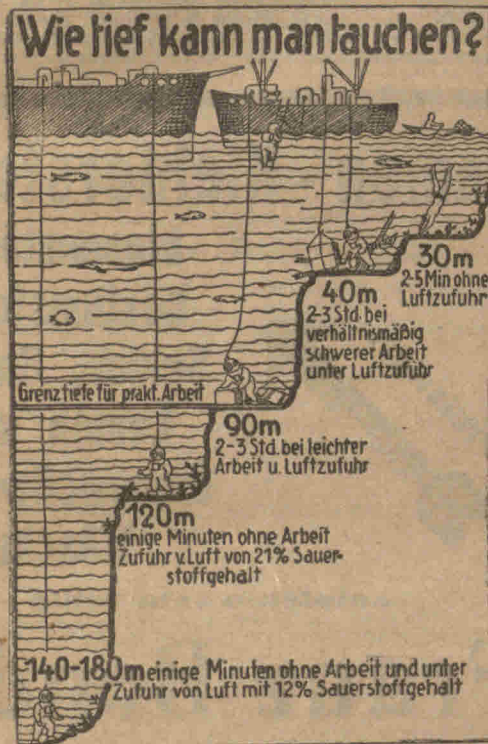 Wie tief kann man tauchen?
30m
2-5 Min ohne
Luftzufuhr
40m
2-3 Std. bei
verhältnismäßig
schwerer Arbeit
unter Luftzufuhr
Grenztiefe für prakt. Arbeit
90m
2-3 Std. bei leichter
Arbeit u. Luftzufuhr
120m
einige Minuten ohne Arbeit
Zufuhr v. Luft von 21% Sauer-
stoffgehalt
140-180m einige Minuten ohne Arbeit und unter
Zufuhr von Luft mit 12% Sauerstoffgehalt